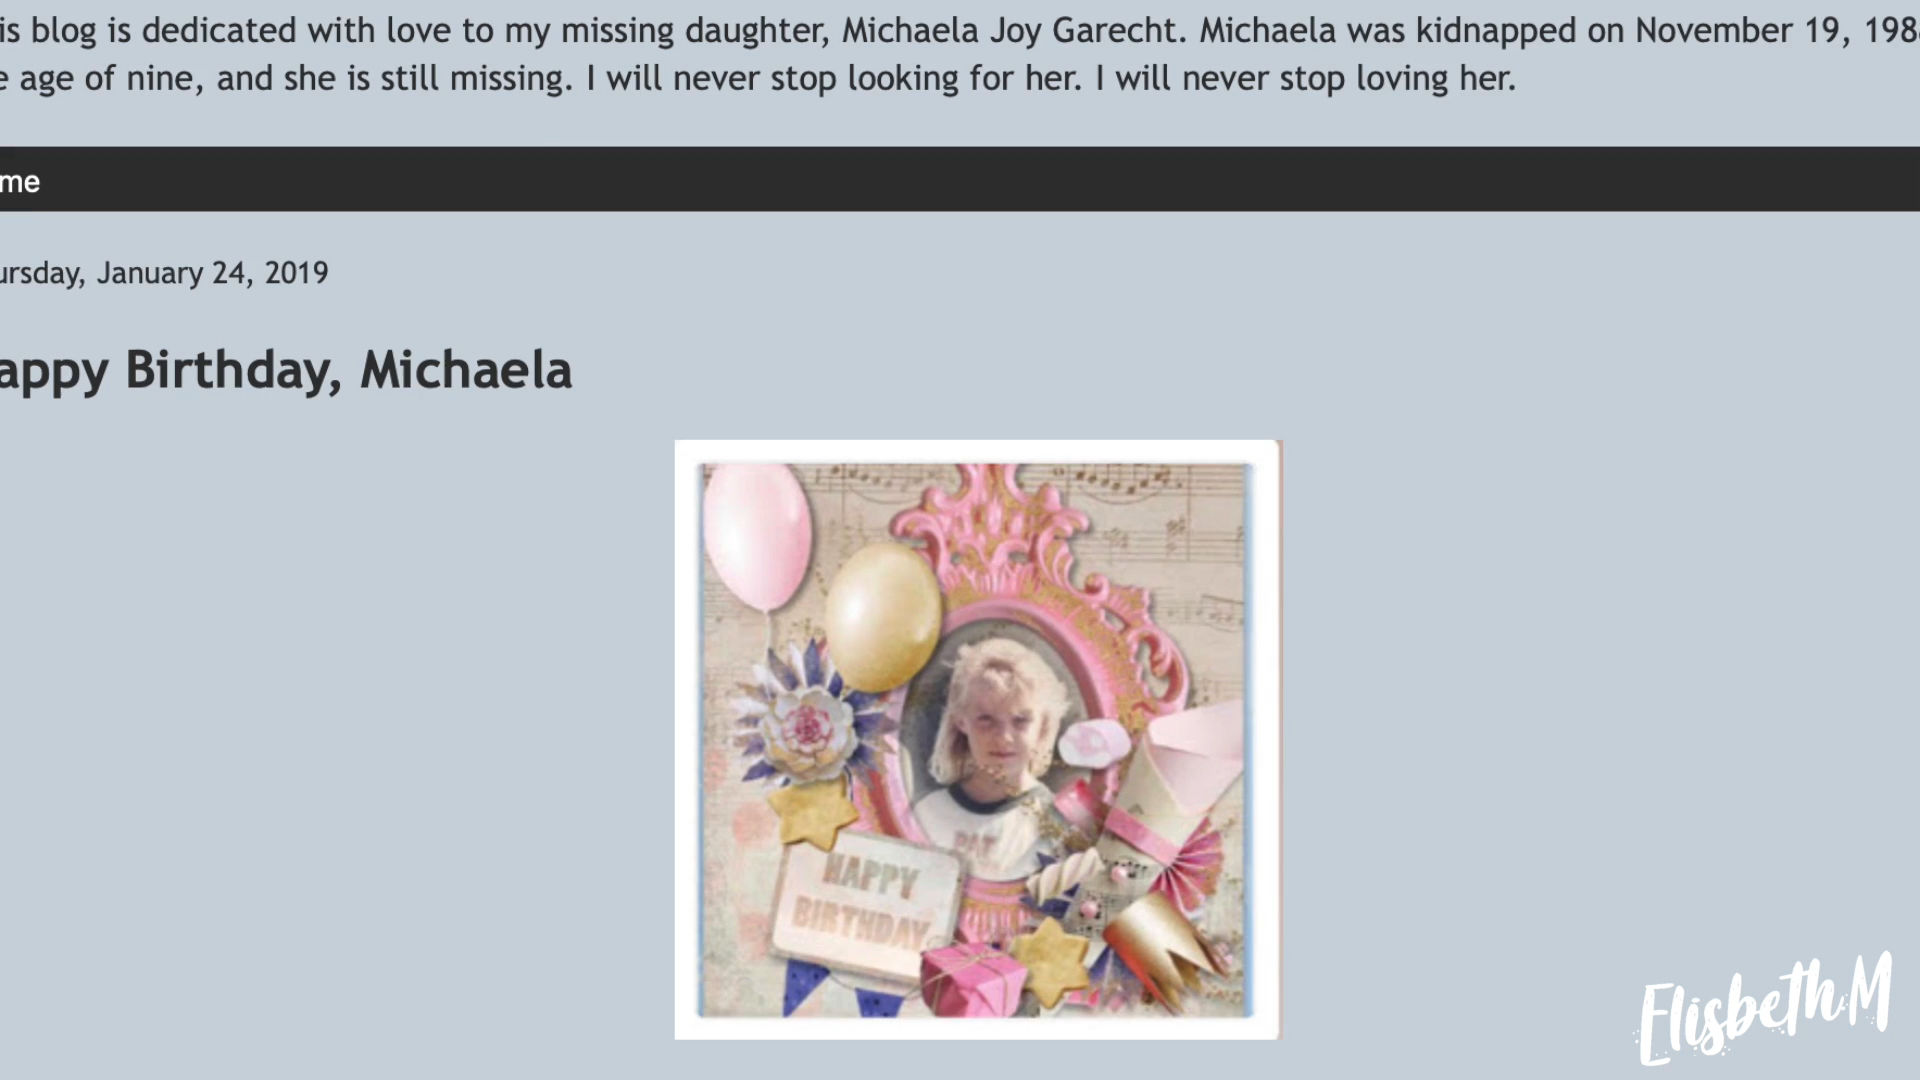 is blog is dedicated with love to my missing daughter, Michaela Joy Garecht. Michaela was kidnapped on November 19, 198
e age of nine, and she is still missing. I will never stop looking for her. I will never stop loving her.
me
ursday, January 24, 2019
appy Birthday, Michaela
HAPPY
BIRTHDAY
ElisbethM